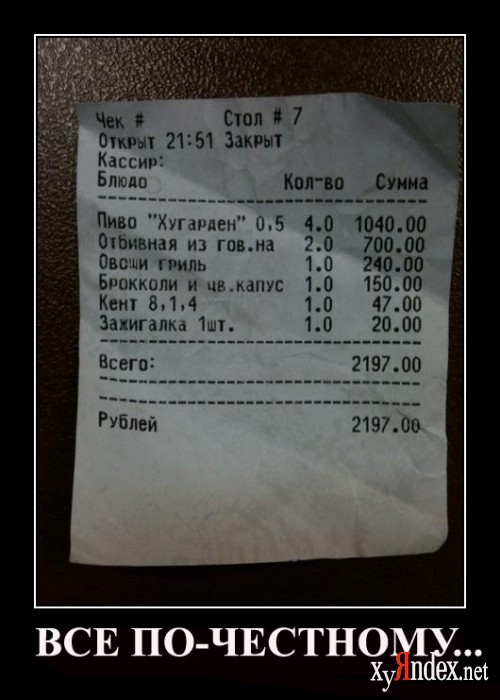 Чек # Стол # 7
Открыт 21:51 Закрыт
Кассир:
Блюдо Кол-во Сумма
Пиво "Хугарден" 0,5 4.0 1040.00
Отбивная из гов.на 2.0 700.00
Овощи гриль 1.0 240.00
Брокколи и цв.капус 1.0 150.00
Кент 8,1,4 1.0 47.00
Зажигалка 1шт. 1.0 20.00
Всего: 2197.00
Рублей 2197.00
ВСЕ ПО-ЧЕСТНОМУ...
ХуЯndex.net